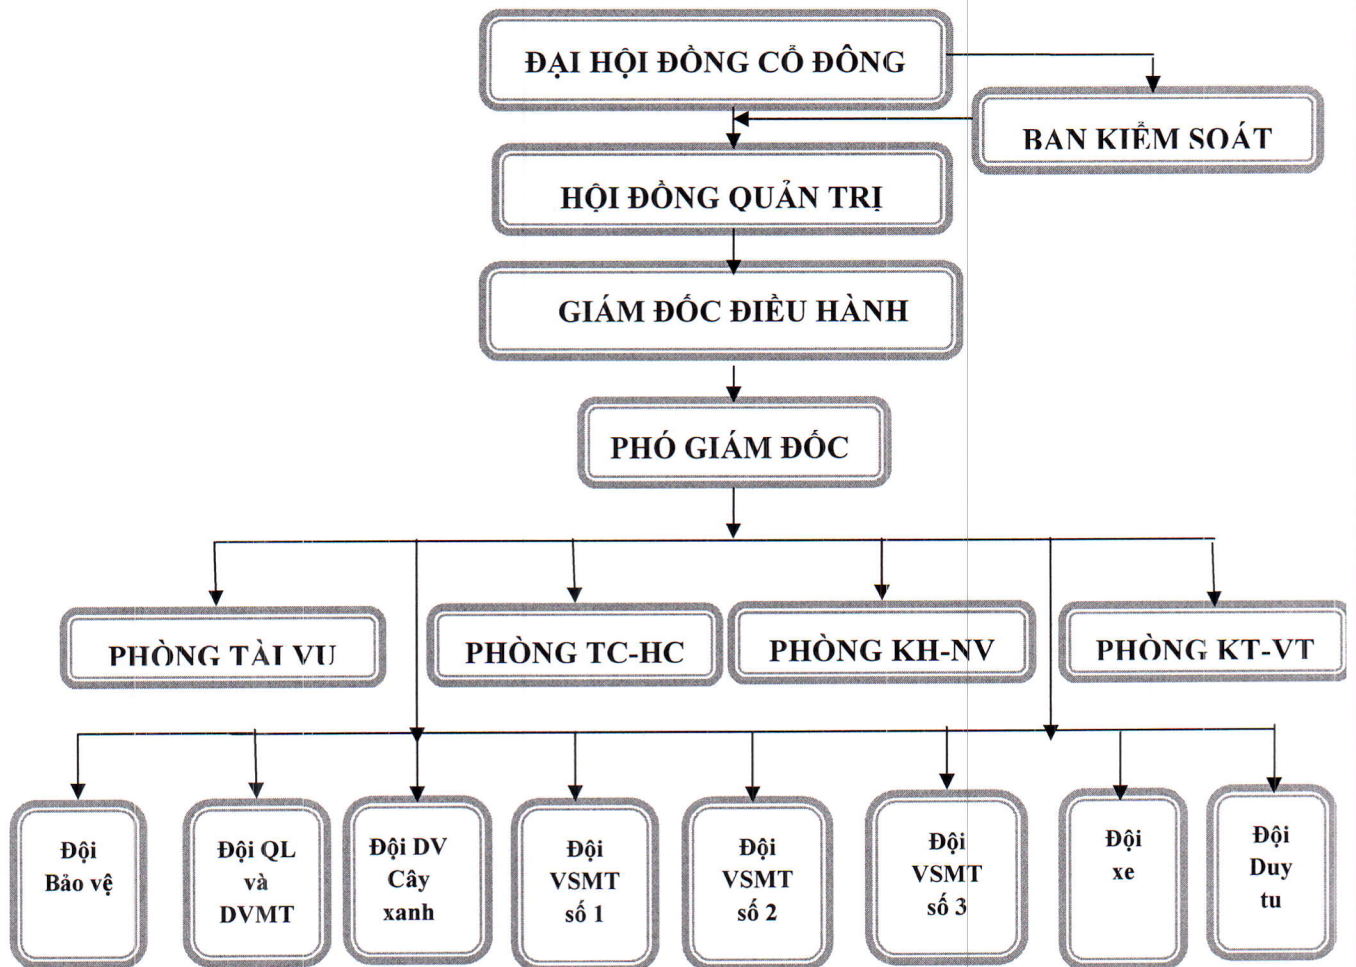 ĐẠI HỘI ĐỒNG CỔ ĐÔNG
BAN KIỂM SOÁT
HỘI ĐỒNG QUẢN TRỊ
GIÁM ĐỐC ĐIỀU HÀNH
PHÓ GIÁM ĐỐC
PHÒNG TÀI VU
PHÒNG TC-HC
PHÒNG KH-NV
PHÒNG KT-VT
Đội
Bảo vệ
Đội QL
và
DVMT
Đội DV
Cây
xanh
Đội
VSMT
số 1
Đội
VSMT
số 2
Đội
VSMT
số 3
Đội
xe
Đội
Duy
tu